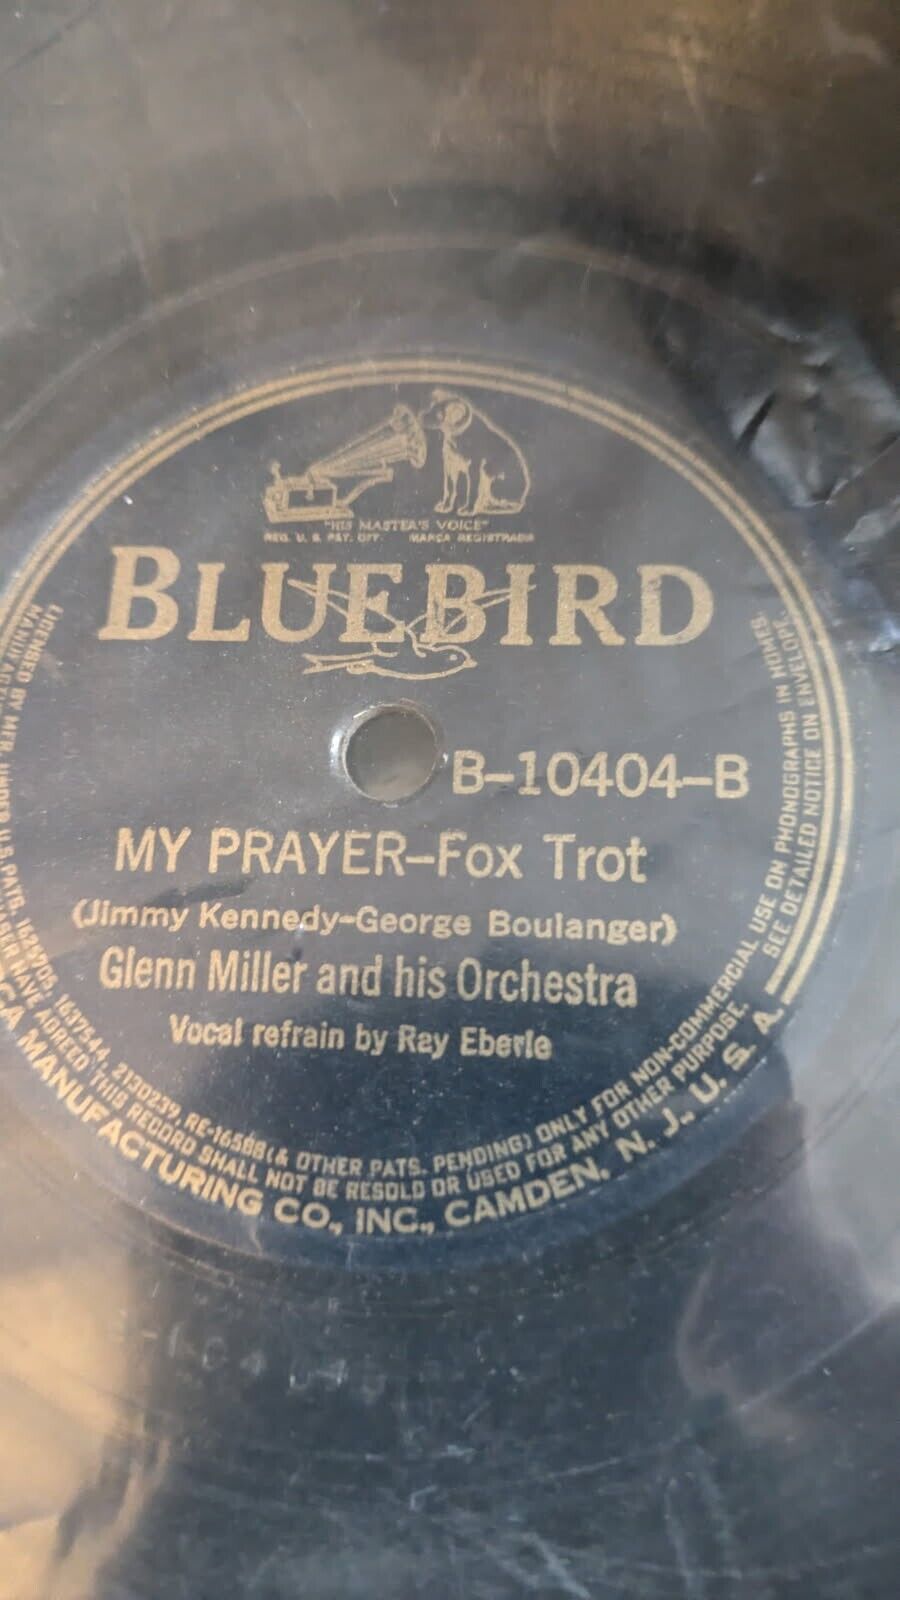 "HIS MASTER'S VOICE"
REG. U. S. PAT. OFF. MARCA REGISTRADA
BLUEBIRD
B-10404-B
MY PRAYER-Fox Trot
(Jimmy Kennedy-George Boulanger)
Glenn Miller and his Orchestra
Vocal refrain by Ray Eberle
LICENSED BY MFR. UNDER U.S. PATS. 1625705, 1637544, 2130239, RE-16588 (& OTHER PATS. PENDING) ONLY FOR NON-COMMERCIAL USE ON PHONOGRAPHS IN HOMES.
HAVE AGREED THIS RECORD SHALL NOT BE RESOLD OR USED FOR ANY OTHER PURPOSE. SEE DETAILED NOTICE ON ENVELOPE.
MANUFACTURING CO., INC., CAMDEN, N. J., U. S. A.